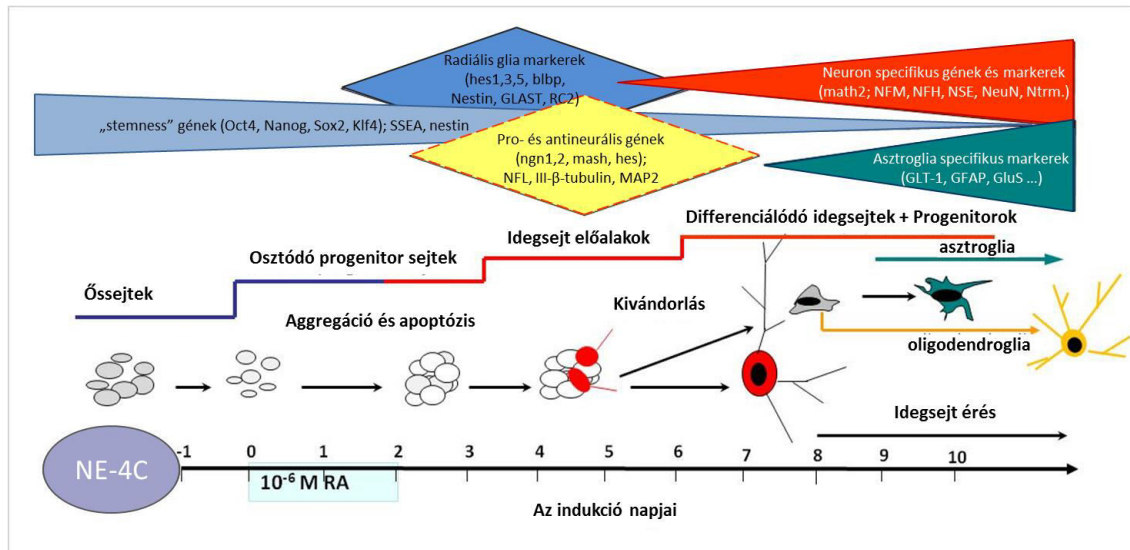 Radiális glia markerek
(hes1,3,5, blbp,
Nestin, GLAST, RC2)
Neuron specifikus gének és markerek
(math2; NFM, NFH, NSE, NeuN, Ntrm.)
„stemness” gének (Oct4, Nanog, Sox2, Klf4); SSEA, nestin
Pro- és antineurális gének
(ngn1,2, mash, hes);
NFL, III-β-tubulin, MAP2
Asztroglia specifikus markerek
(GLT-1, GFAP, GluS ...)
Differenciálódó idegsejtek + Progenitorok
Idegsejt előalakok
Osztódó progenitor sejtek
asztroglia
Őssejtek
Kivándorlás
Aggregáció és apoptózis
oligodendroglia
Idegsejt érés
NE-4C
-1 0 1 2 3 4 5 6 7 8 9 10
10⁻⁶ M RA
Az indukció napjai